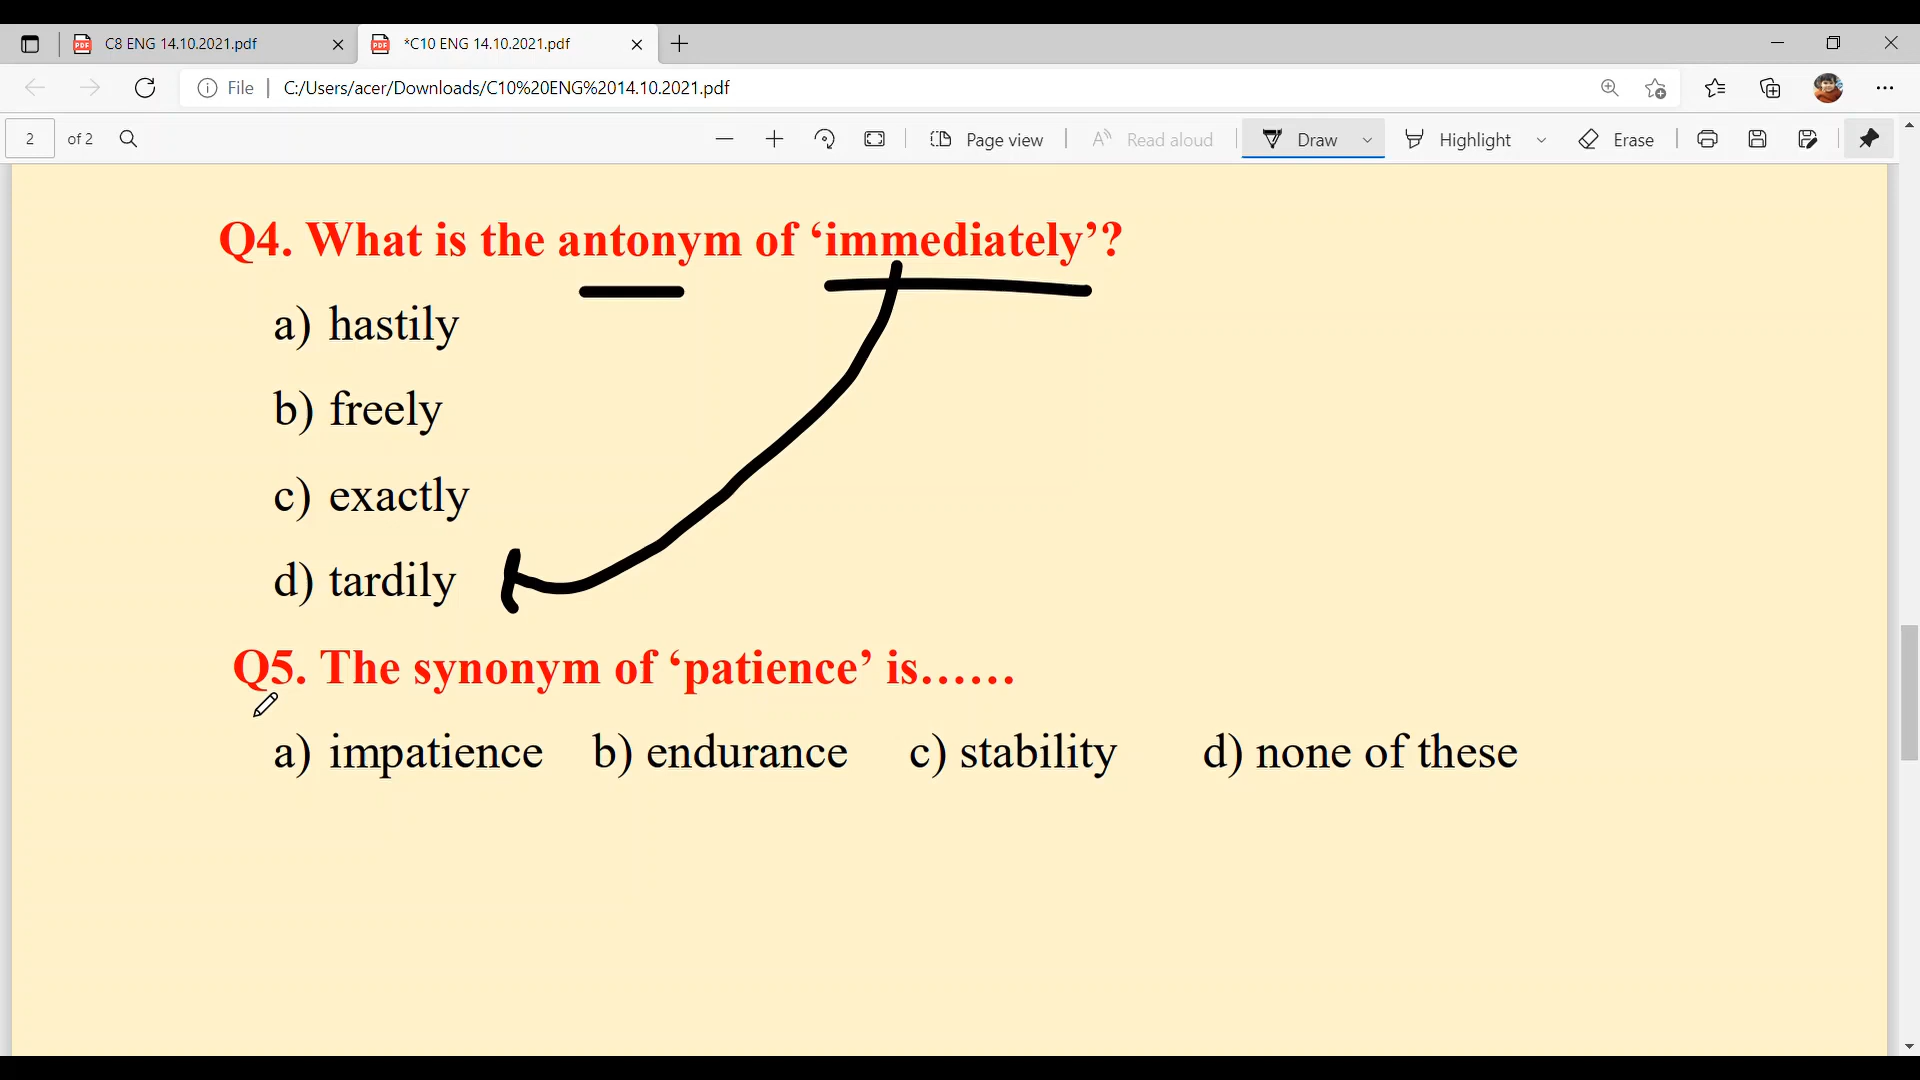 C8 ENG 14.10.2021.pdf
*C10 ENG 14.10.2021.pdf
File
C:/Users/acer/Downloads/C10%20ENG%2014.10.2021.pdf
2 of 2
Page view
Read aloud
Draw
Highlight
Erase
Q4. What is the antonym of ‘immediately’?
a) hastily
b) freely
c) exactly
d) tardily
Q5. The synonym of ‘patience’ is……
a) impatience b) endurance c) stability d) none of these